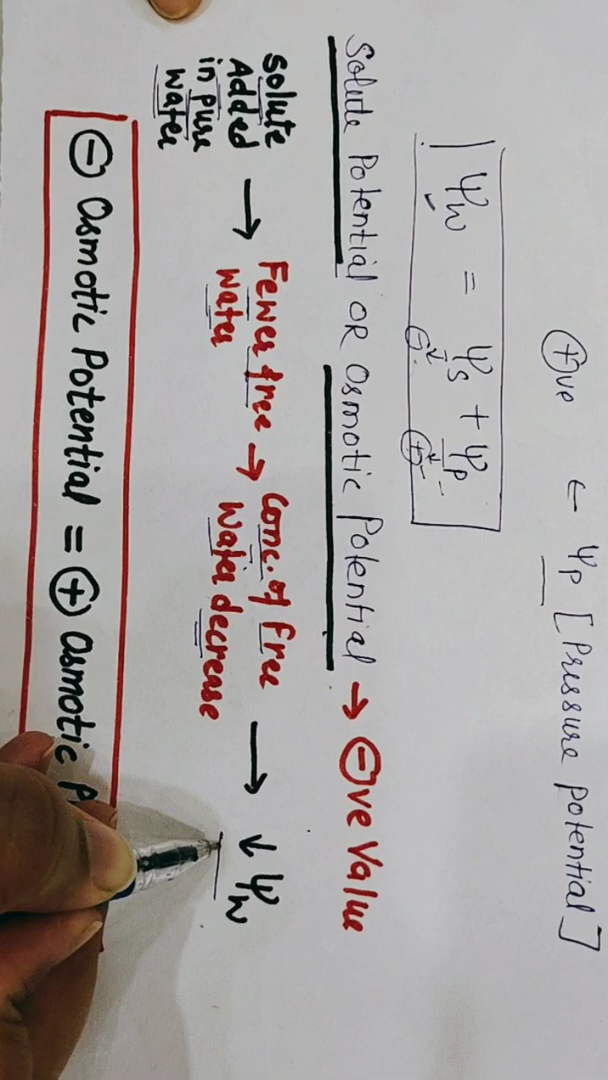 ⊕ve ← Ψp [Pressure potential]
Ψw = Ψs + Ψp
⊖ ⊕
Solute Potential OR Osmotic Potential → ⊖ve Value
Solute Added in pure water → Fewer free water → Conc. of free water decrease → ↓ Ψw
⊖ Osmotic Potential = ⊕ Osmotic P